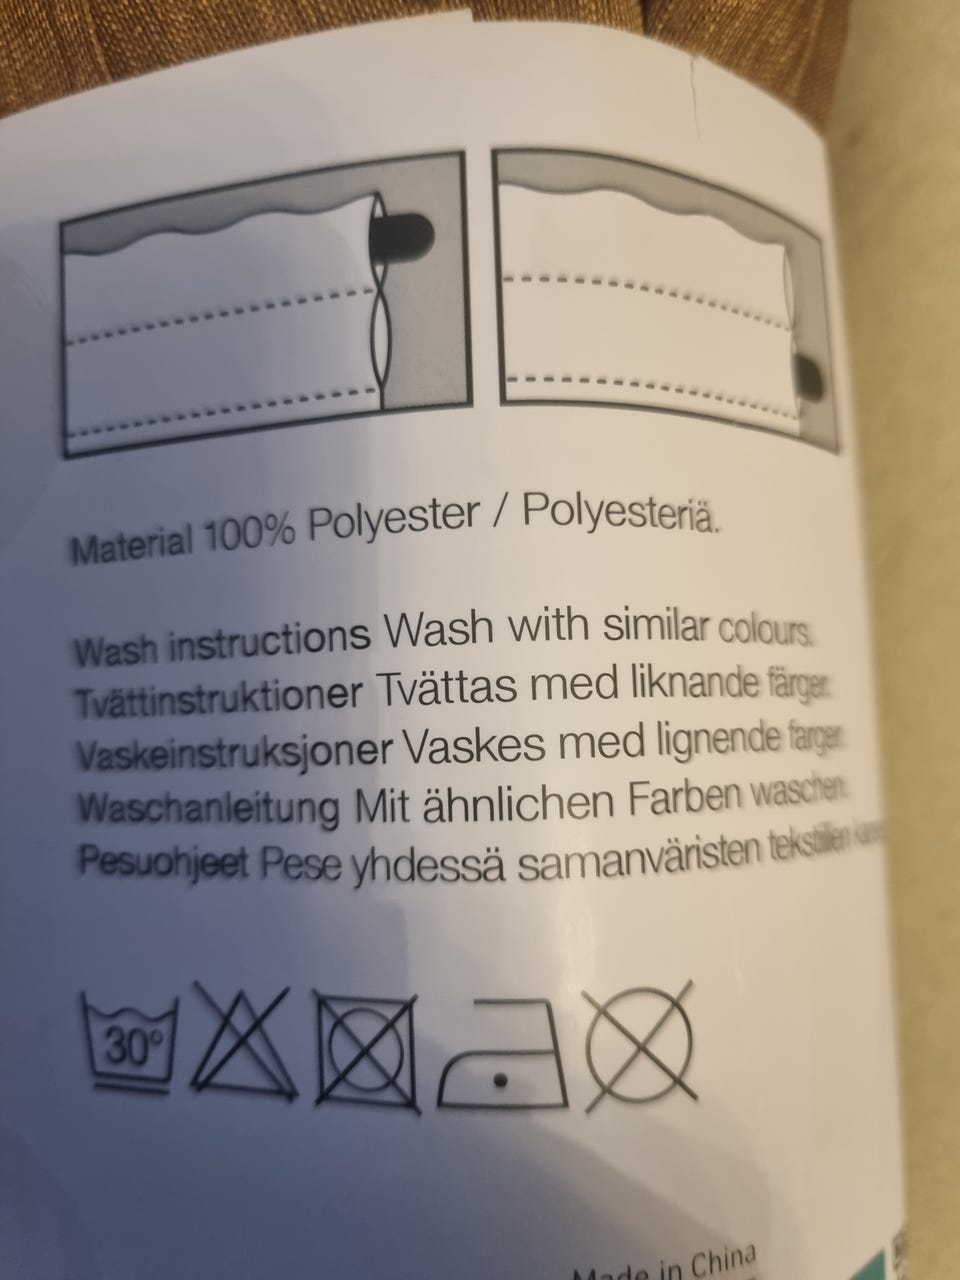 Material 100% Polyester / Polyesteriä.
Wash instructions Wash with similar colours.
Tvättinstruktioner Tvättas med liknande färger.
Vaskeinstruksjoner Vaskes med lignende farger.
Waschanleitung Mit ähnlichen Farben waschen.
Pesuohjeet Pese yhdessä samanväristen tekstiilien
30°
Made in China